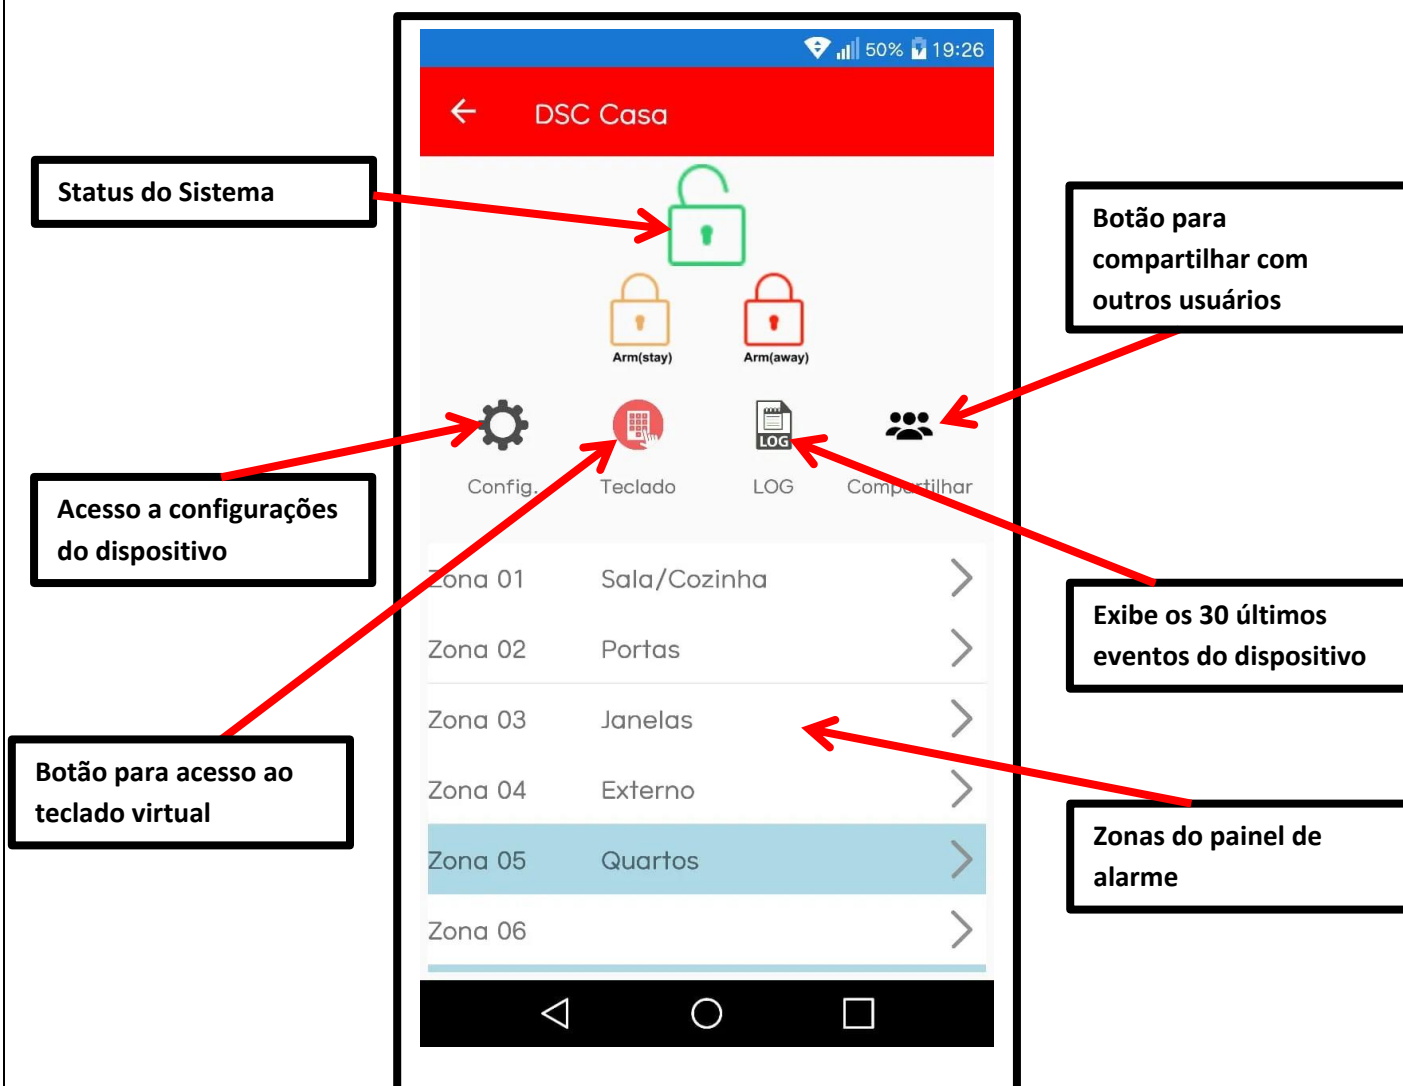 50% 19:26
DSC Casa
Status do Sistema
Botão para
compartilhar com
outros usuários
Arm(stay) Arm(away)
LOG
Config. Teclado LOG Compartilhar
Acesso a configurações
do dispositivo
Zona 01 Sala/Cozinha
Exibe os 30 últimos
eventos do dispositivo
Zona 02 Portas
Zona 03 Janelas
Botão para acesso ao
teclado virtual
Zona 04 Externo
Zonas do painel de
alarme
Zona 05 Quartos
Zona 06